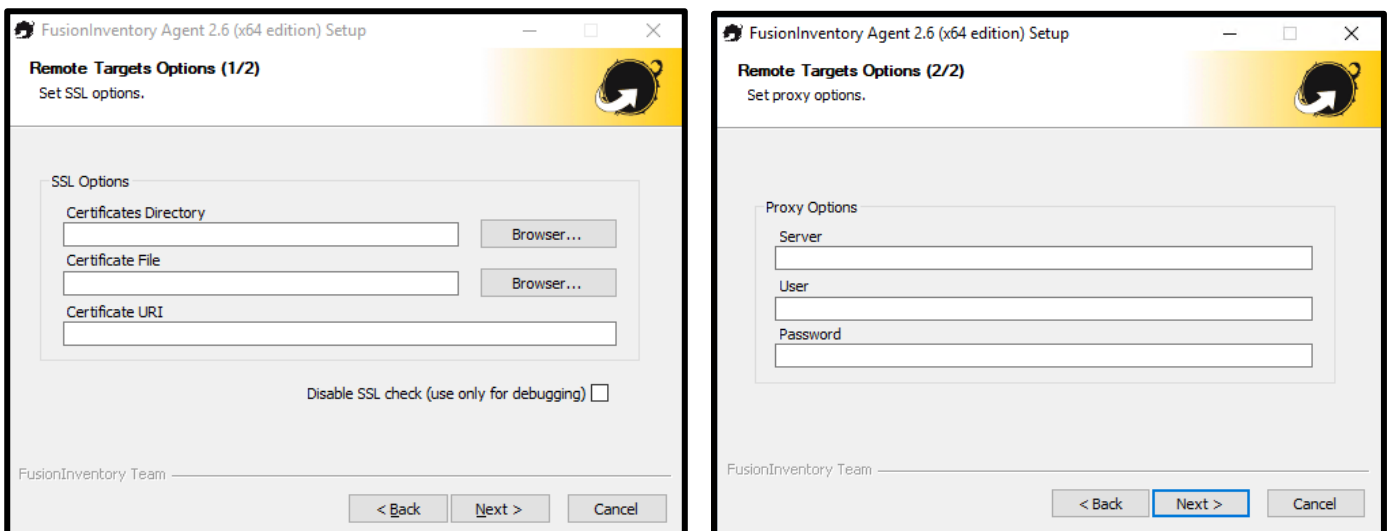 FusionInventory Agent 2.6 (x64 edition) Setup
Remote Targets Options (1/2)
Set SSL options.
SSL Options
Certificates Directory
Browser...
Certificate File
Browser...
Certificate URI
Disable SSL check (use only for debugging)
FusionInventory Team
< Back
Next >
Cancel
FusionInventory Agent 2.6 (x64 edition) Setup
Remote Targets Options (2/2)
Set proxy options.
Proxy Options
Server
User
Password
FusionInventory Team
< Back
Next >
Cancel